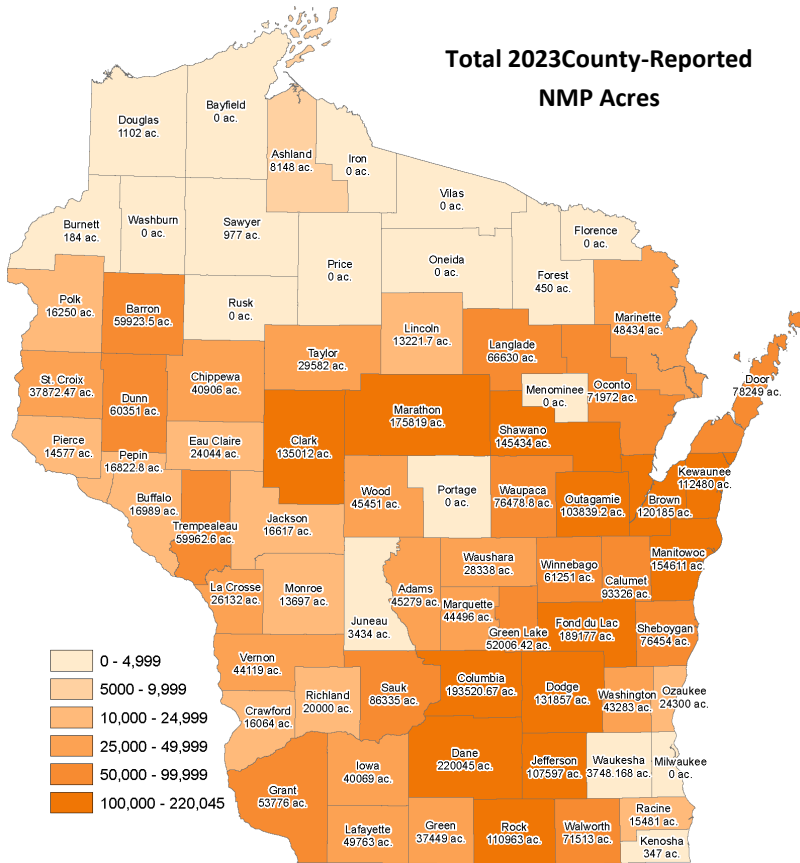 Total 2023County-Reported
NMP Acres
Douglas
1102 ac.
Bayfield
0 ac.
Ashland
8148 ac.
Iron
0 ac.
Vilas
0 ac.
Burnett
184 ac.
Washburn
0 ac.
Sawyer
977 ac.
Florence
0 ac.
Price
0 ac.
Oneida
0 ac.
Forest
450 ac.
Polk
16250 ac.
Barron
59923.5 ac.
Rusk
0 ac.
Lincoln
13221.7 ac.
Marinette
48434 ac.
Taylor
29582 ac.
Langlade
66630 ac.
St. Croix
37872.47 ac.
Dunn
60351 ac.
Chippewa
40906 ac.
Menominee
0 ac.
Oconto
71972 ac.
Door
78249 ac.
Marathon
175819 ac.
Pierce
14577 ac.
Pepin
16822.8 ac.
Eau Claire
24044 ac.
Clark
135012 ac.
Shawano
145434 ac.
Kewaunee
112480 ac.
Buffalo
16989 ac.
Trempealeau
59962.6 ac.
Jackson
16617 ac.
Wood
45451 ac.
Portage
0 ac.
Waupaca
76478.8 ac.
Outagamie
103839.2 ac.
Brown
120185 ac.
Manitowoc
154611 ac.
La Crosse
26132 ac.
Monroe
13697 ac.
Juneau
3434 ac.
Adams
45279 ac.
Waushara
28338 ac.
Marquette
44496 ac.
Green Lake
52006.42 ac.
Winnebago
61251 ac.
Calumet
93326 ac.
Fond du Lac
189177 ac.
Sheboygan
76454 ac.
Vernon
44119 ac.
Crawford
16064 ac.
Richland
20000 ac.
Sauk
86335 ac.
Columbia
193520.67 ac.
Dodge
131857 ac.
Washington
43283 ac.
Ozaukee
24300 ac.
Grant
53776 ac.
Iowa
40069 ac.
Dane
220045 ac.
Jefferson
107597 ac.
Waukesha
3748.168 ac.
Milwaukee
0 ac.
Lafayette
49763 ac.
Green
37449 ac.
Rock
110963 ac.
Walworth
71513 ac.
Racine
15481 ac.
Kenosha
347 ac.
0 - 4,999
5000 - 9,999
10,000 - 24,999
25,000 - 49,999
50,000 - 99,999
100,000 - 220,045